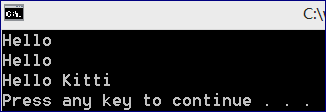 C:\
Hello
Hello
Hello Kitti
Press any key to continue . . .